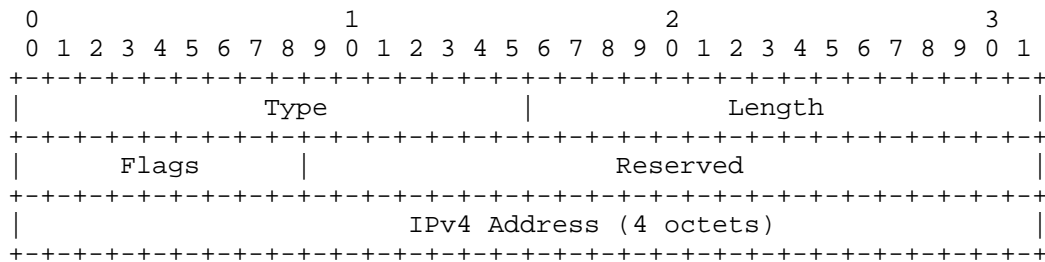 0                   1                   2                   3
 0 1 2 3 4 5 6 7 8 9 0 1 2 3 4 5 6 7 8 9 0 1 2 3 4 5 6 7 8 9 0 1
+-+-+-+-+-+-+-+-+-+-+-+-+-+-+-+-+-+-+-+-+-+-+-+-+-+-+-+-+-+-+-+-+
|               Type            |            Length             |
+-+-+-+-+-+-+-+-+-+-+-+-+-+-+-+-+-+-+-+-+-+-+-+-+-+-+-+-+-+-+-+-+
|      Flags      |                   Reserved                  |
+-+-+-+-+-+-+-+-+-+-+-+-+-+-+-+-+-+-+-+-+-+-+-+-+-+-+-+-+-+-+-+-+
|                        IPv4 Address (4 octets)                |
+-+-+-+-+-+-+-+-+-+-+-+-+-+-+-+-+-+-+-+-+-+-+-+-+-+-+-+-+-+-+-+-+